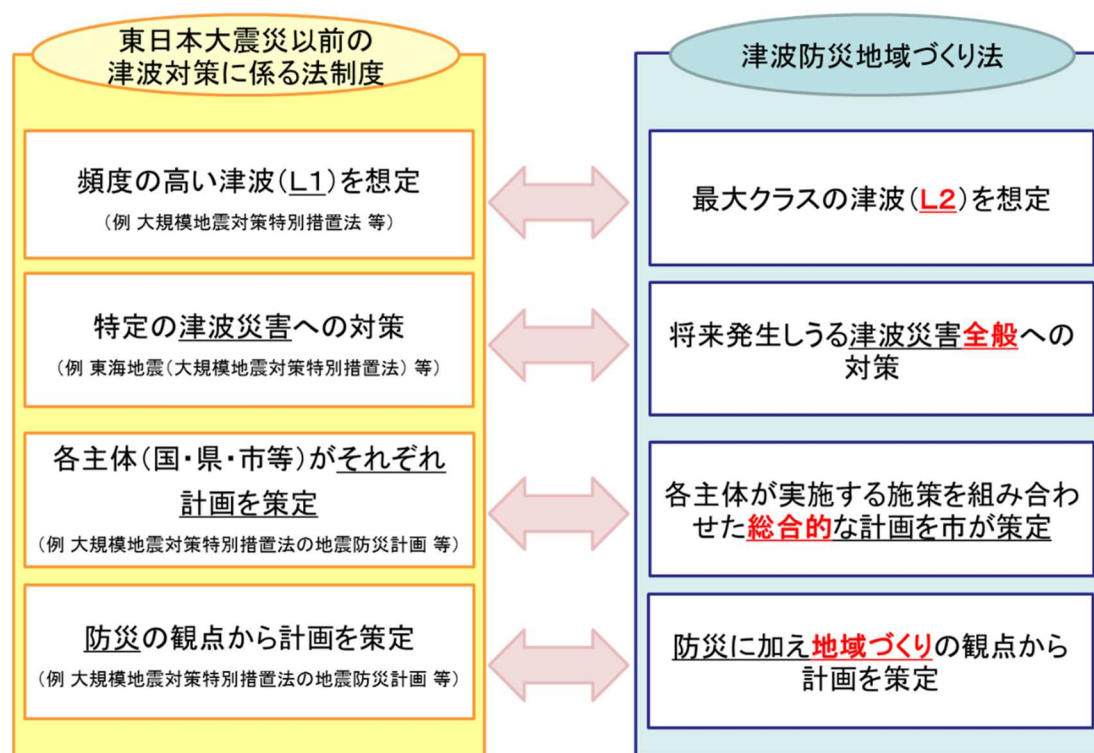 東日本大震災以前の
津波対策に係る法制度
頻度の高い津波(L1)を想定
(例 大規模地震対策特別措置法 等)
特定の津波災害への対策
(例 東海地震(大規模地震対策特別措置法) 等)
各主体(国・県・市等)がそれぞれ
計画を策定
(例 大規模地震対策特別措置法の地震防災計画 等)
防災の観点から計画を策定
(例 大規模地震対策特別措置法の地震防災計画 等)
津波防災地域づくり法
最大クラスの津波(L2)を想定
将来発生しうる津波災害全般への
対策
各主体が実施する施策を組み合わ
せた総合的な計画を市が策定
防災に加え地域づくりの観点から
計画を策定